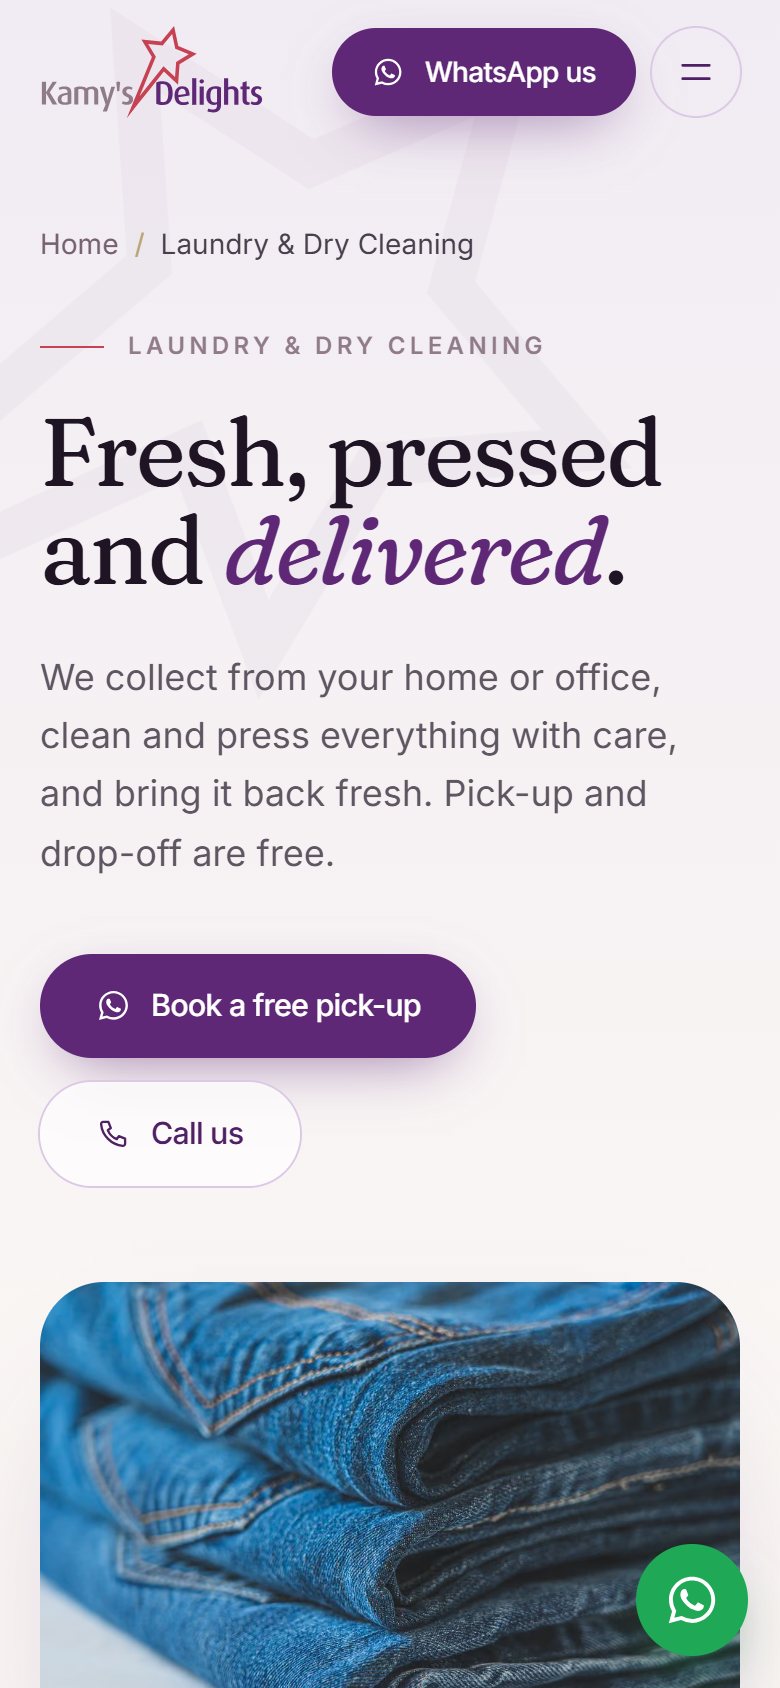 Kamy's Delights
WhatsApp us
Home / Laundry & Dry Cleaning
LAUNDRY & DRY CLEANING
Fresh, pressed
and delivered.
We collect from your home or office,
clean and press everything with care,
and bring it back fresh. Pick-up and
drop-off are free.
Book a free pick-up
Call us